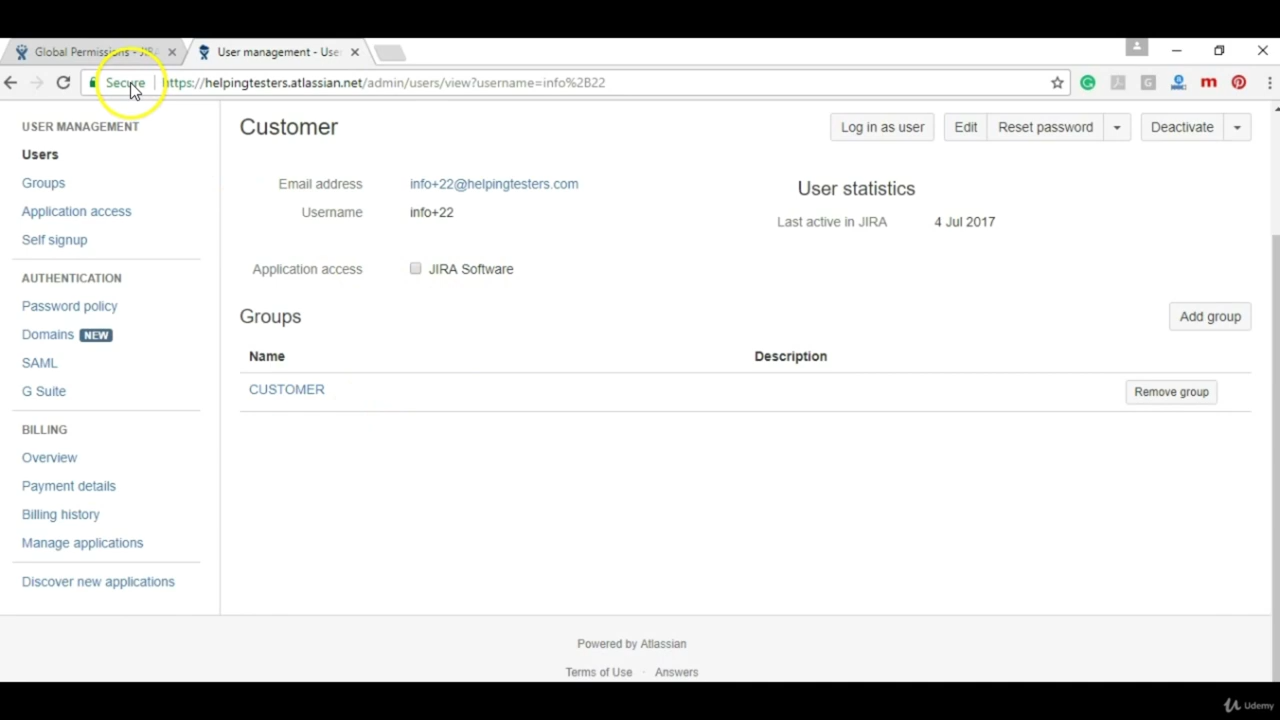 Global Permissions - JIRA
User management - Use
Secure https://helpingtesters.atlassian.net/admin/users/view?username=info%2B22
USER MANAGEMENT
Users
Groups
Application access
Self signup
AUTHENTICATION
Password policy
Domains NEW
SAML
G Suite
BILLING
Overview
Payment details
Billing history
Manage applications
Discover new applications
Customer
Log in as user
Edit
Reset password
Deactivate
Email address info+22@helpingtesters.com
Username info+22
User statistics
Last active in JIRA 4 Jul 2017
Application access JIRA Software
Groups
Add group
Name Description
CUSTOMER Remove group
Powered by Atlassian
Terms of Use · Answers
Udemy